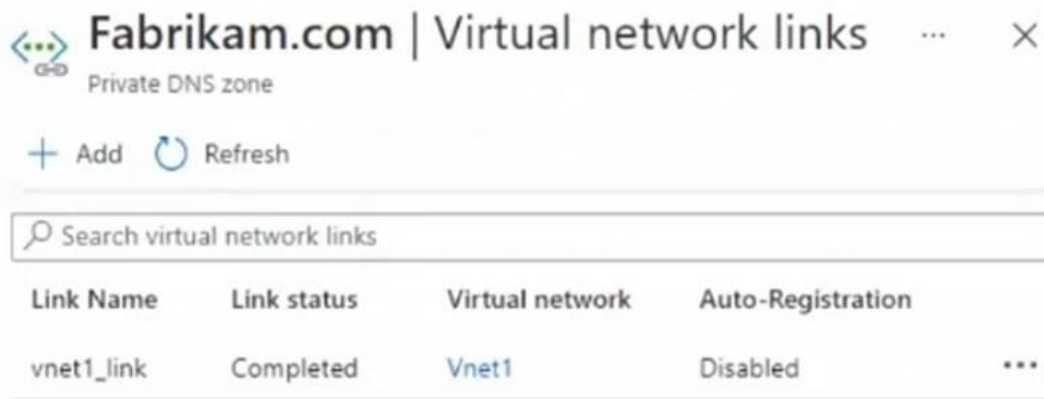 Fabrikam.com | Virtual network links ...
Private DNS zone
+ Add Refresh
Search virtual network links
Link Name Link status Virtual network Auto-Registration
vnet1_link Completed Vnet1 Disabled ...